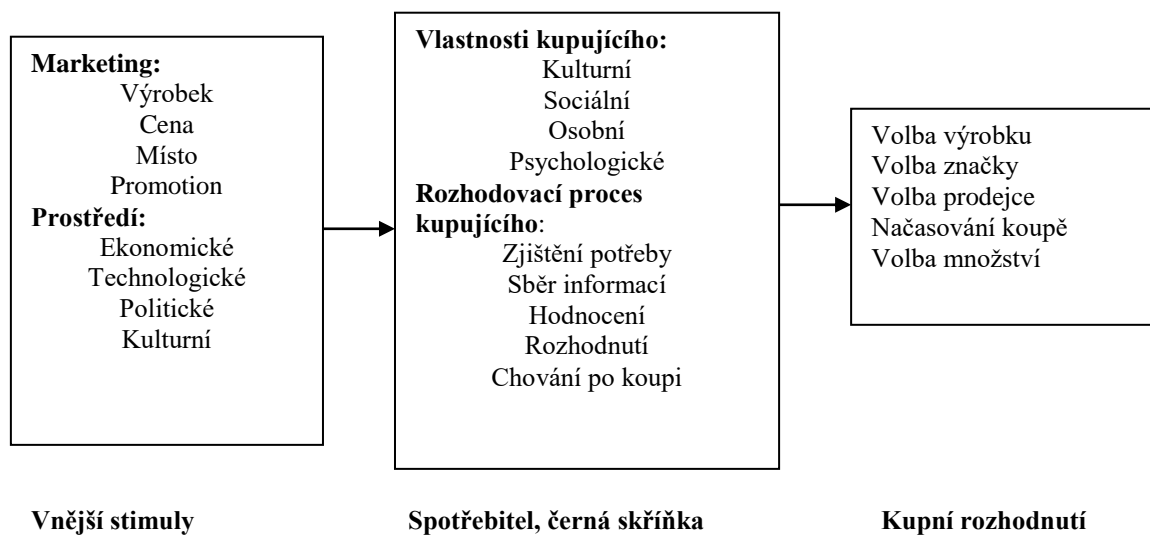 Marketing:
Výrobek
Cena
Místo
Promotion
Prostředí:
Ekonomické
Technologické
Politické
Kulturní
Vlastnosti kupujícího:
Kulturní
Sociální
Osobní
Psychologické
Rozhodovací proces
kupujícího:
Zjištění potřeby
Sběr informací
Hodnocení
Rozhodnutí
Chování po koupi
Volba výrobku
Volba značky
Volba prodejce
Načasování koupě
Volba množství
Vnější stimuly
Spotřebitel, černá skříňka
Kupní rozhodnutí